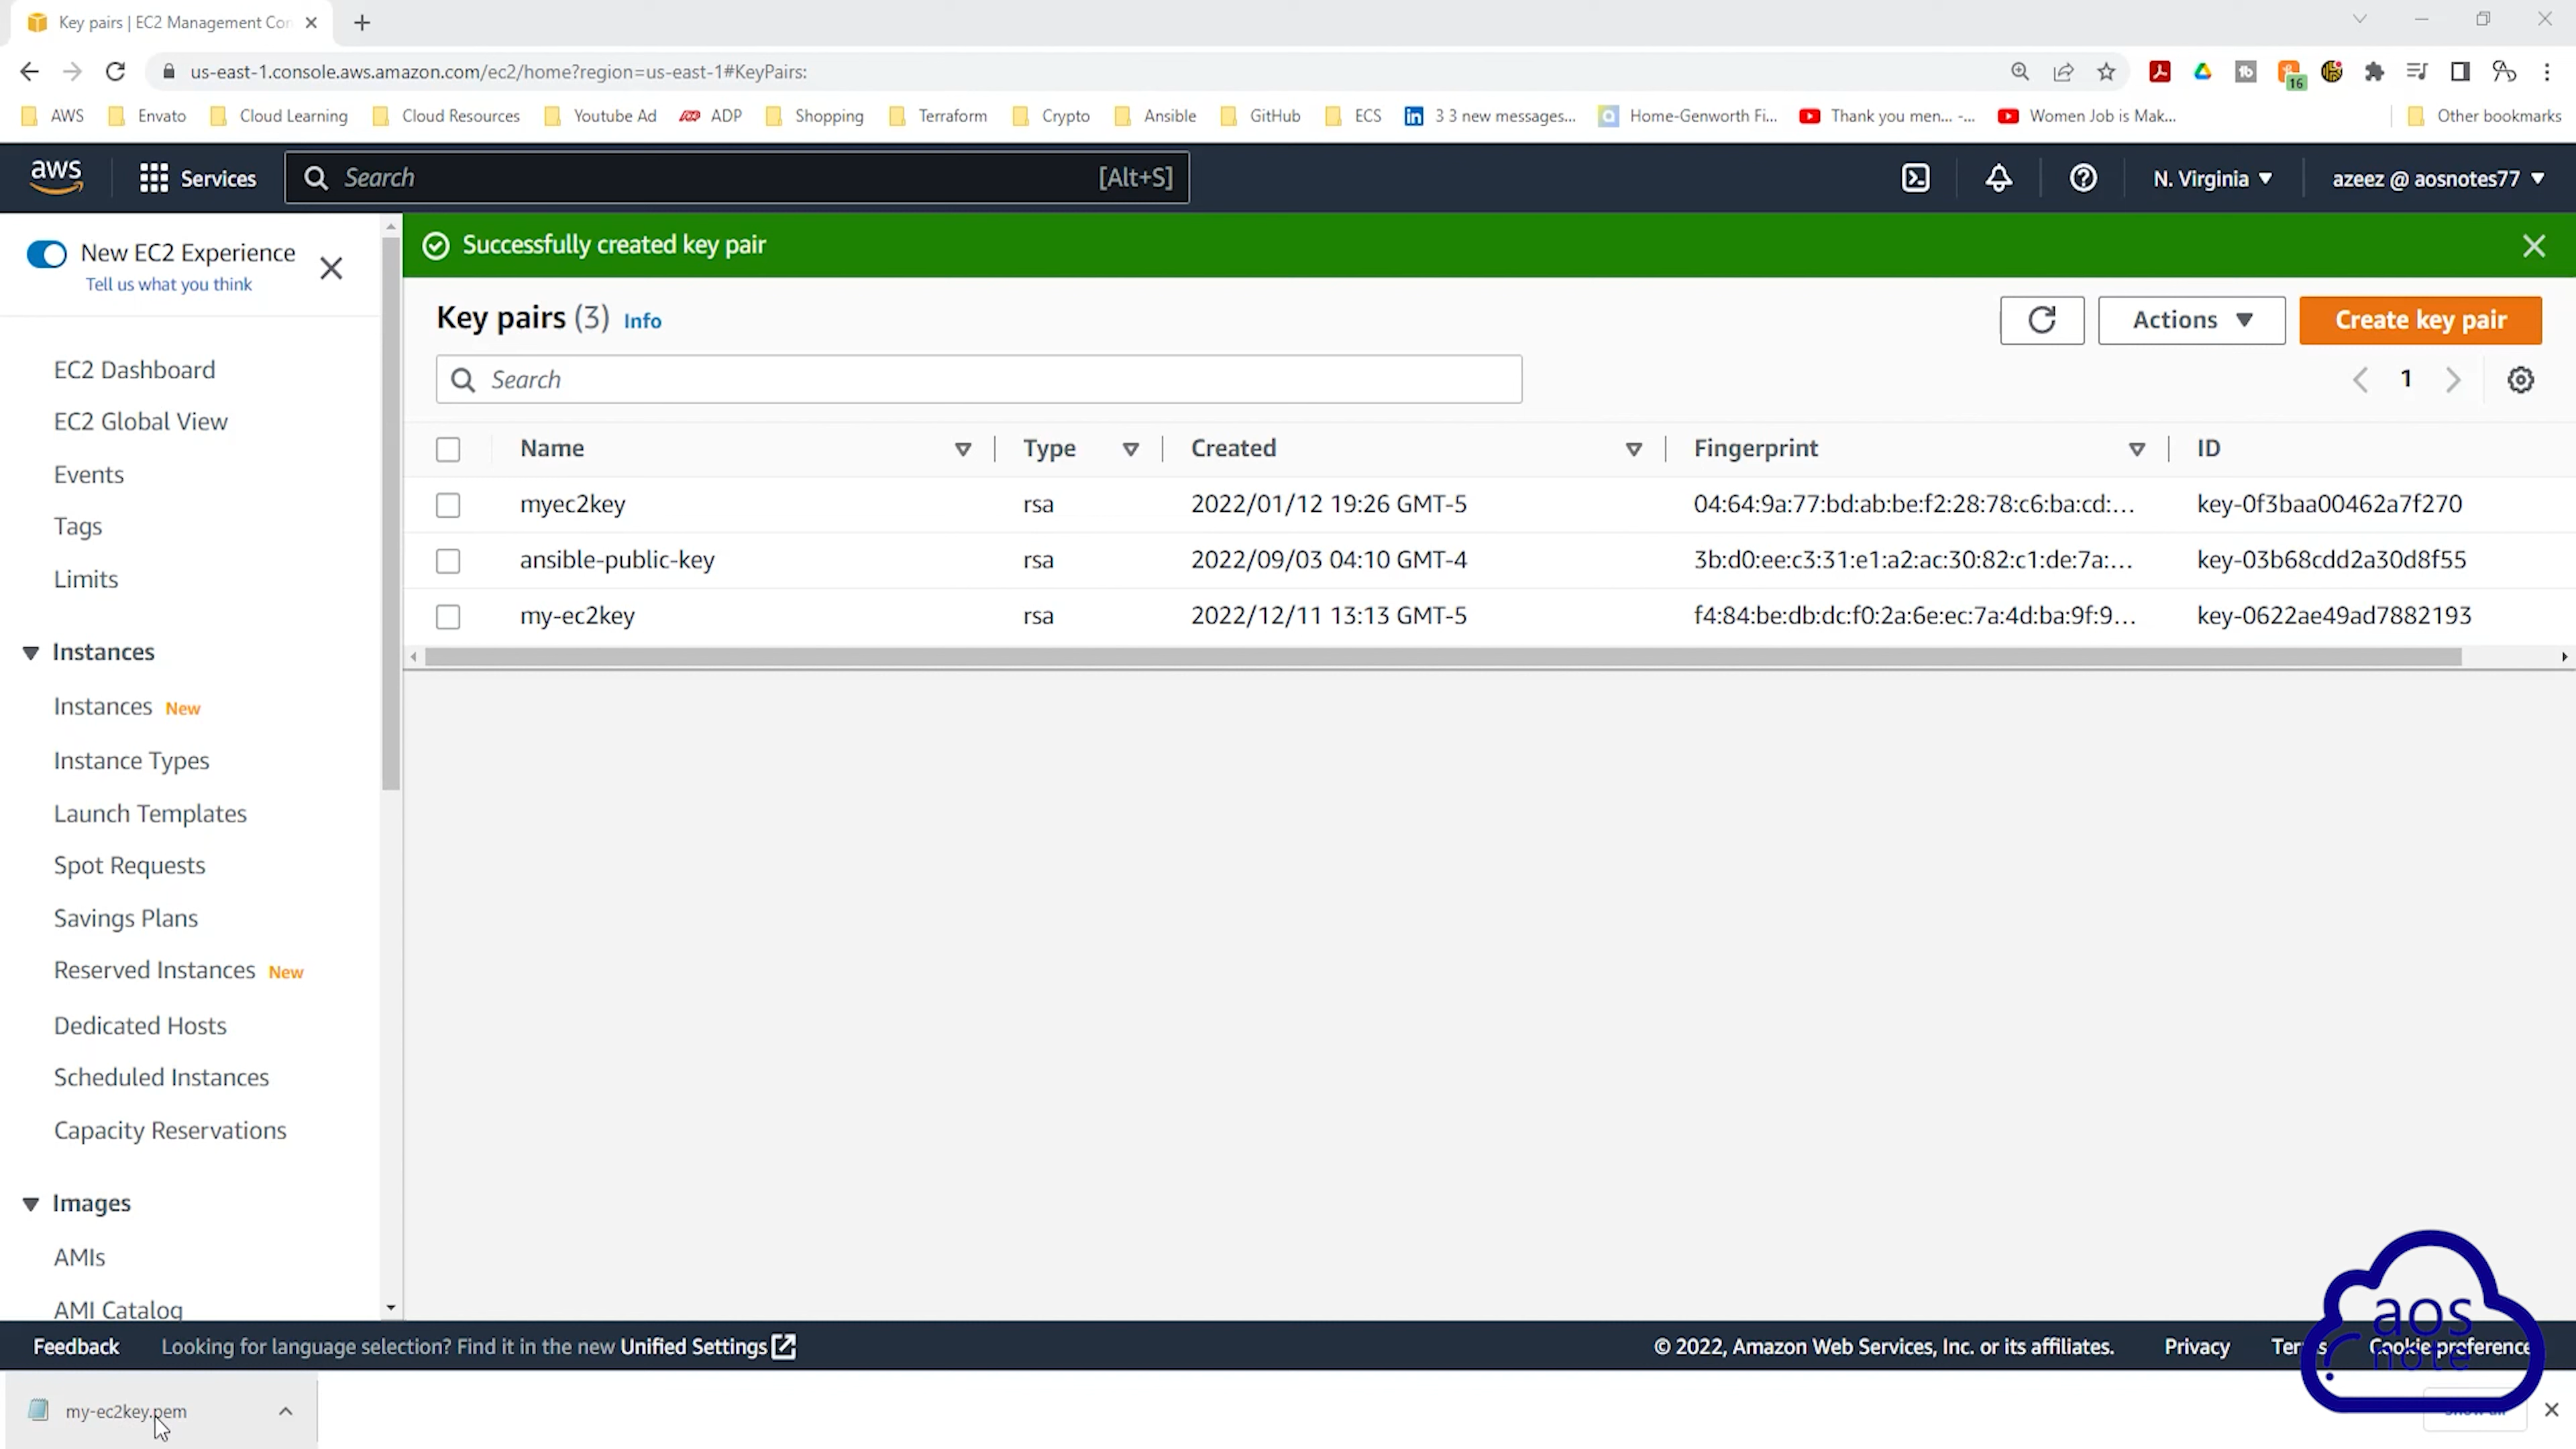 Key pairs | EC2 Management Con
us-east-1.console.aws.amazon.com/ec2/home?region=us-east-1#KeyPairs:
16
AWS Envato Cloud Learning Cloud Resources Youtube Ad ADP Shopping Terraform Crypto Ansible GitHub ECS 3 3 new messages... Home-Genworth Fi... Thank you men... -... Women Job is Mak... Other bookmarks
aws Services Search [Alt+S] N. Virginia azeez @ aosnotes77
New EC2 Experience
Tell us what you think
EC2 Dashboard
EC2 Global View
Events
Tags
Limits
Instances
Instances New
Instance Types
Launch Templates
Spot Requests
Savings Plans
Reserved Instances New
Dedicated Hosts
Scheduled Instances
Capacity Reservations
Images
AMIs
AMI Catalog
Successfully created key pair
Key pairs (3) Info Actions Create key pair
Search 1
Name Type Created Fingerprint ID
myec2key rsa 2022/01/12 19:26 GMT-5 04:64:9a:77:bd:ab:be:f2:28:78:c6:ba:cd:... key-0f3baa00462a7f270
ansible-public-key rsa 2022/09/03 04:10 GMT-4 3b:d0:ee:c3:31:e1:a2:ac:30:82:c1:de:7a:... key-03b68cdd2a30d8f55
my-ec2key rsa 2022/12/11 13:13 GMT-5 f4:84:be:db:dc:f0:2a:6e:ec:7a:4d:ba:9f:9... key-0622ae49ad7882193
aos
note
Feedback Looking for language selection? Find it in the new Unified Settings © 2022, Amazon Web Services, Inc. or its affiliates. Privacy Terms Cookie preference
my-ec2key.pem